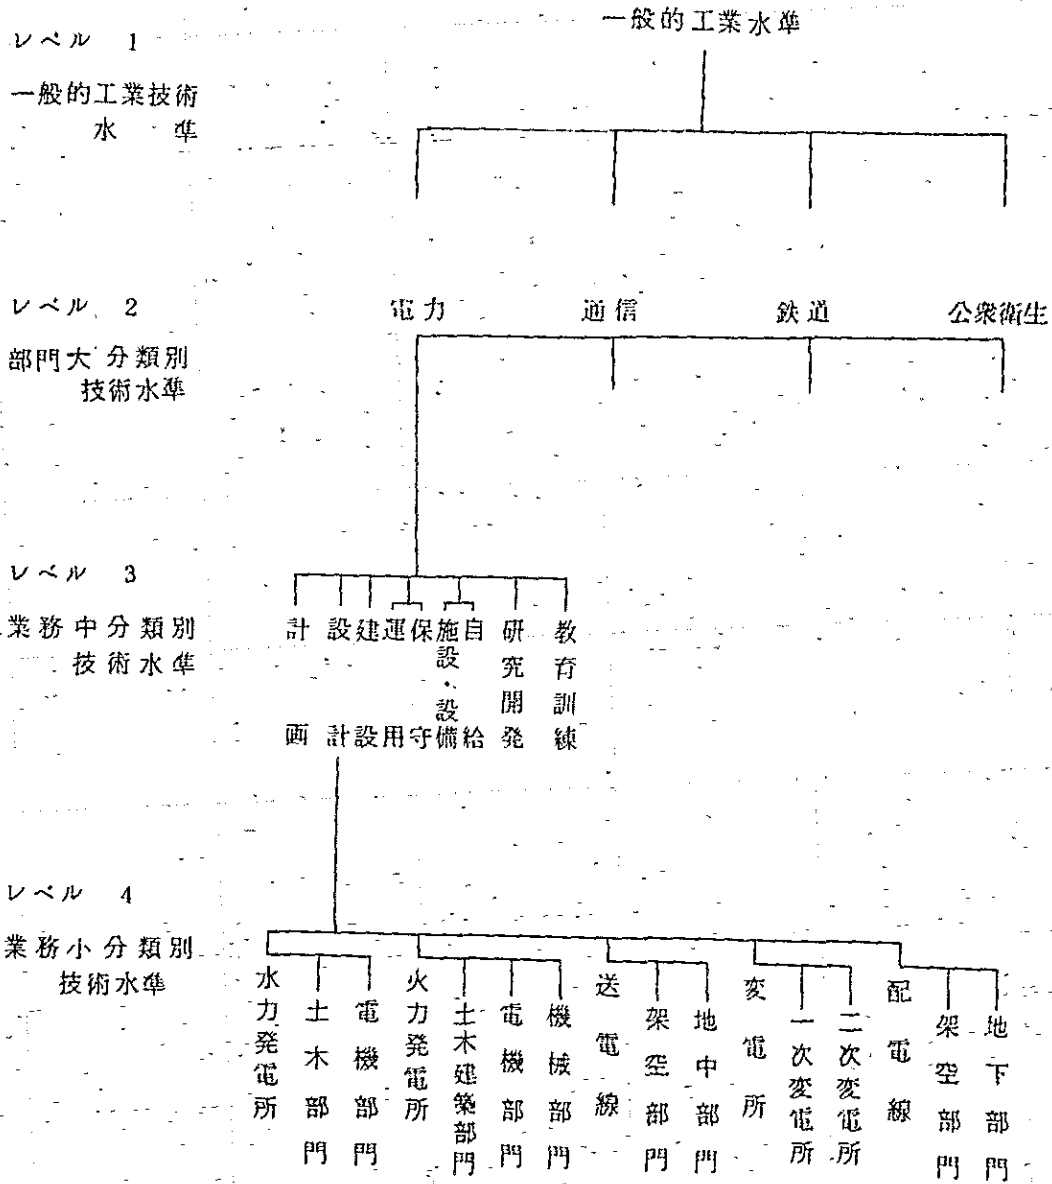 レベル 1
一般的工業水準
一般的工業技術
水準
レベル 2
電力 通信 鉄道 公衆衛生
部門大分類別
技術水準
レベル 3
業務中分類別
技術水準
計画
設計
建設
運用
保守
施設・設備
自給
研究開発
教育訓練
レベル 4
業務小分類別
技術水準
水力発電所
土木部門
電機部門
火力発電所
土木建築部門
電機部門
機械部門
送電線
架空部門
地中部門
変電所
一次変電所
二次変電所
配電線
架空部門
地下部門